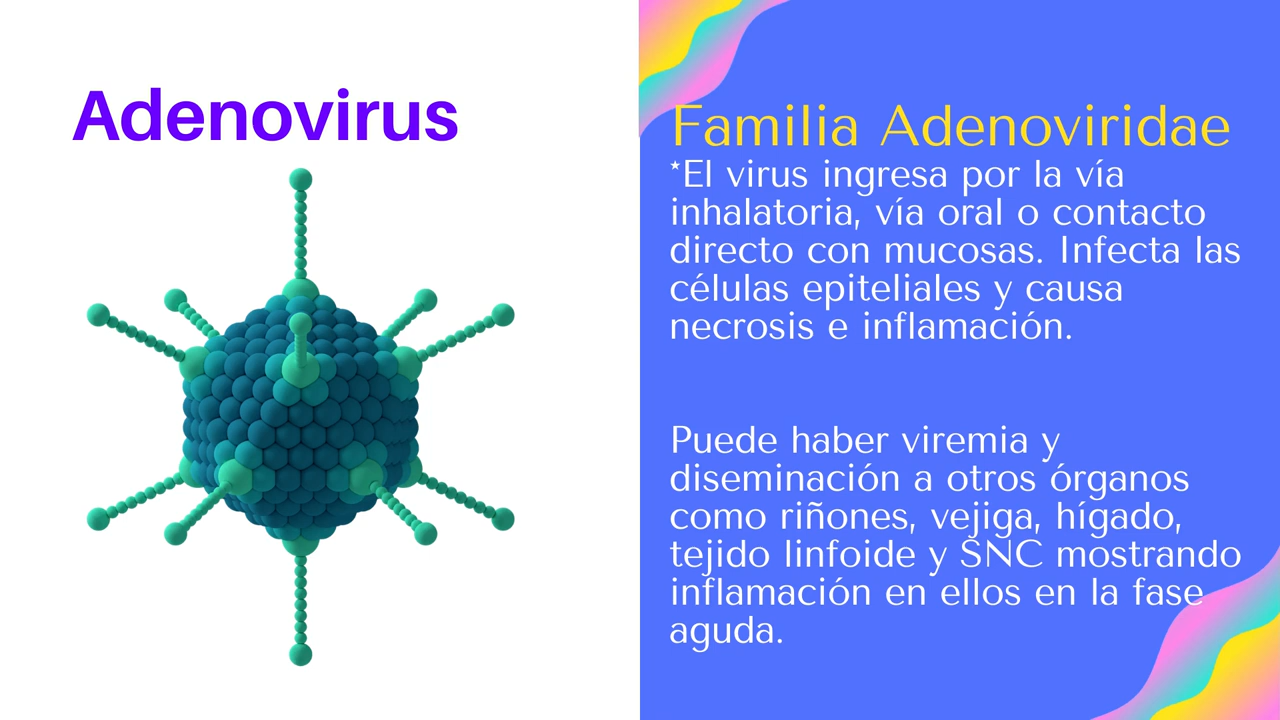 Adenovirus
Familia Adenoviridae
*El virus ingresa por la vía
inhalatoria, vía oral o contacto
directo con mucosas. Infecta las
células epiteliales y causa
necrosis e inflamación.
Puede haber viremia y
diseminación a otros órganos
como riñones, vejiga, hígado,
tejido linfoide y SNC mostrando
inflamación en ellos en la fase
aguda.